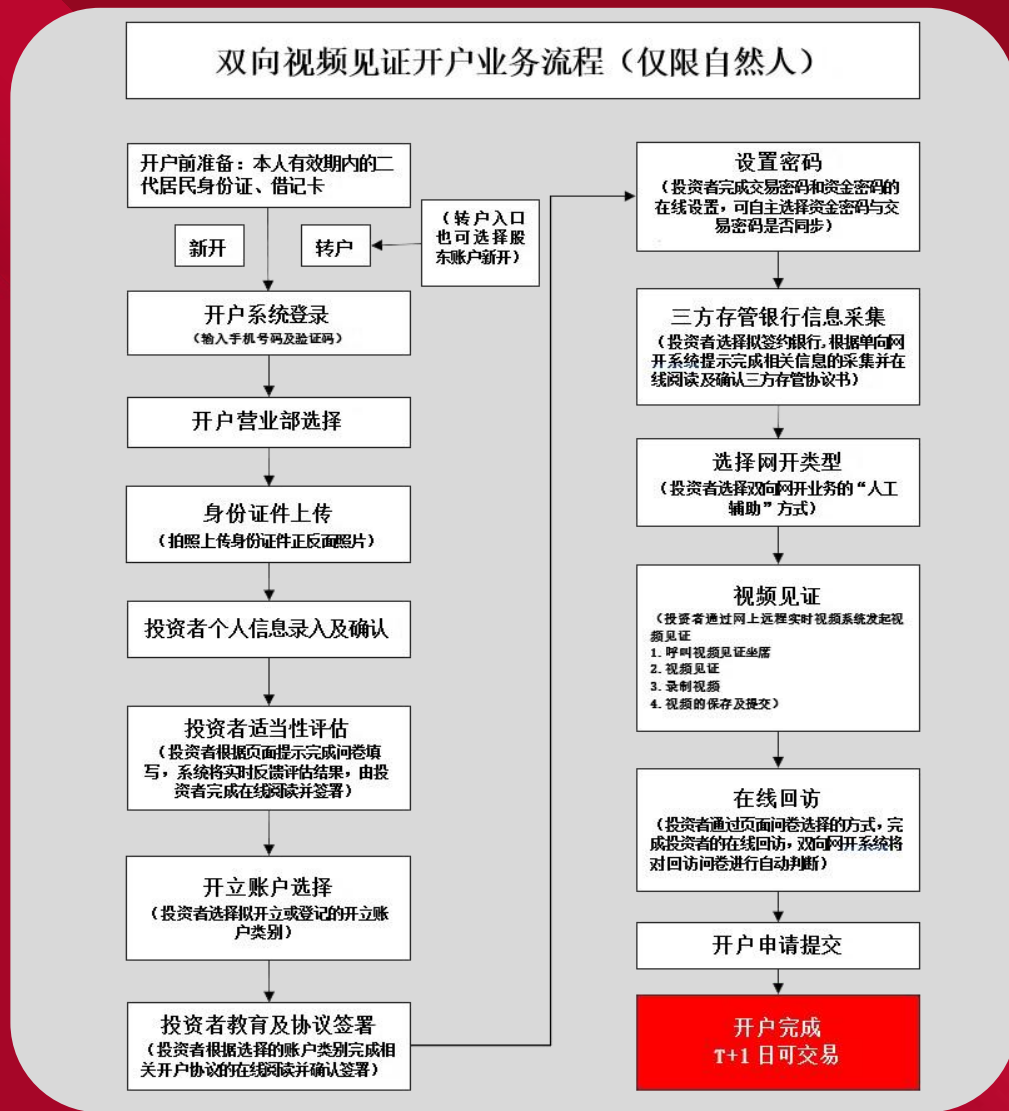 双向视频见证开户业务流程（仅限自然人）
开户前准备：本人有效期内的二
代居民身份证、借记卡
新开
转户
（转户入口
也可选择股
东账户新开）
开户系统登录
（输入手机号码及验证码）
开户营业部选择
身份证件上传
（拍照上传身份证件正反面照片）
投资者个人信息录入及确认
投资者适当性评估
（投资者根据页面提示完成问卷填
写，系统将实时反馈评估结果，由投
资者完成在线阅读并签署）
开立账户选择
（投资者选择拟开立或登记的开立账
户类别）
投资者教育及协议签署
（投资者根据选择的账户类别完成相
关开户协议的在线阅读并确认签署）
设置密码
（投资者完成交易密码和资金密码的
在线设置，可自主选择资金密码与交
易密码是否同步）
三方存管银行信息采集
（投资者选择拟签约银行，根据单向网
开系统提示完成相关信息的采集并在
线阅读及确认三方存管协议书）
选择网开类型
（投资者选择双向网开业务的“人工
辅助”方式）
视频见证
（投资者通过网上远程实时视频系统发起视
频见证
1. 呼叫视频见证坐席
2. 视频见证
3. 录制视频
4. 视频的保存及提交）
在线回访
（投资者通过页面问卷选择的方式，完
成投资者的在线回访，双向网开系统将
对回访问卷进行自动判断）
开户申请提交
开户完成
T+1 日可交易